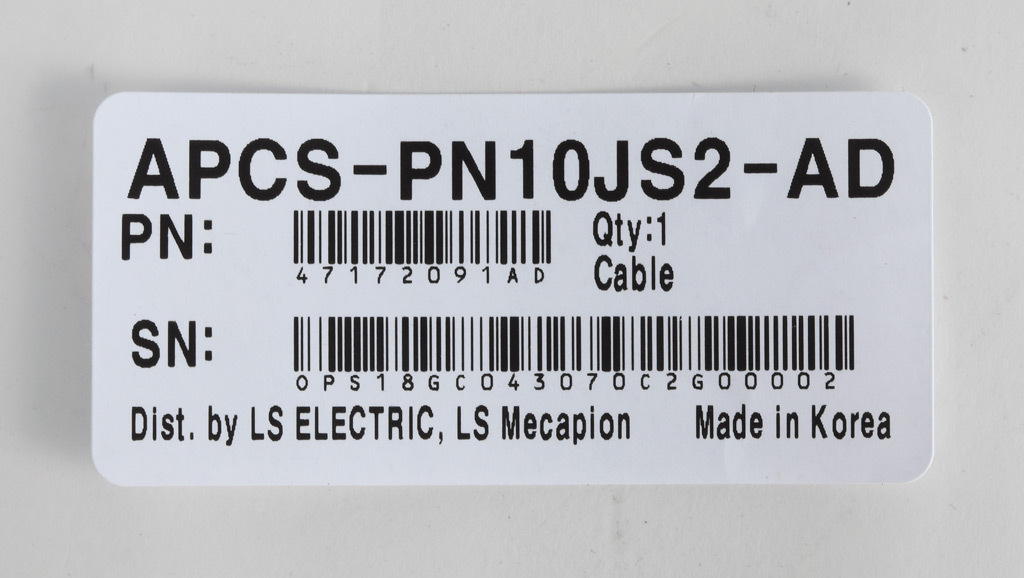 APCS-PN10JS2-AD
PN:
47172091AD
Qty:1
Cable
SN:
0PS18GC043070C2G00002
Dist. by LS ELECTRIC, LS Mecapion Made in Korea